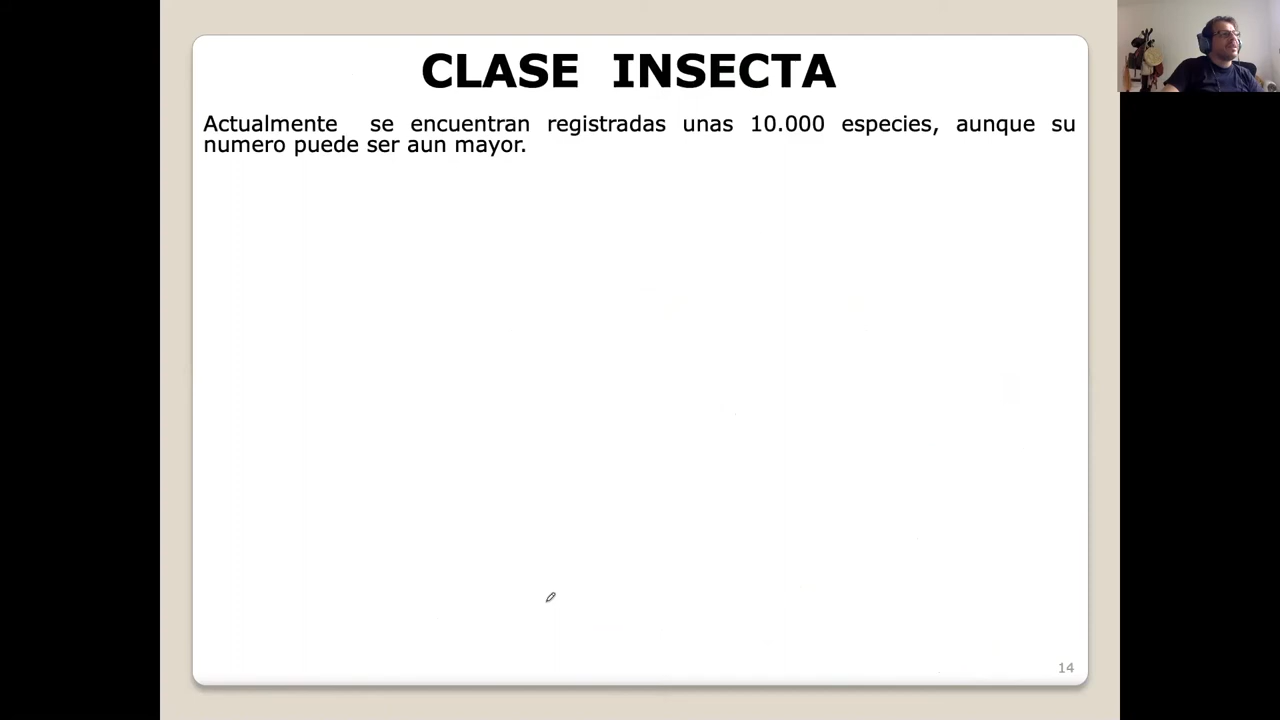 CLASE INSECTA
Actualmente se encuentran registradas unas 10.000 especies, aunque su
numero puede ser aun mayor.
14